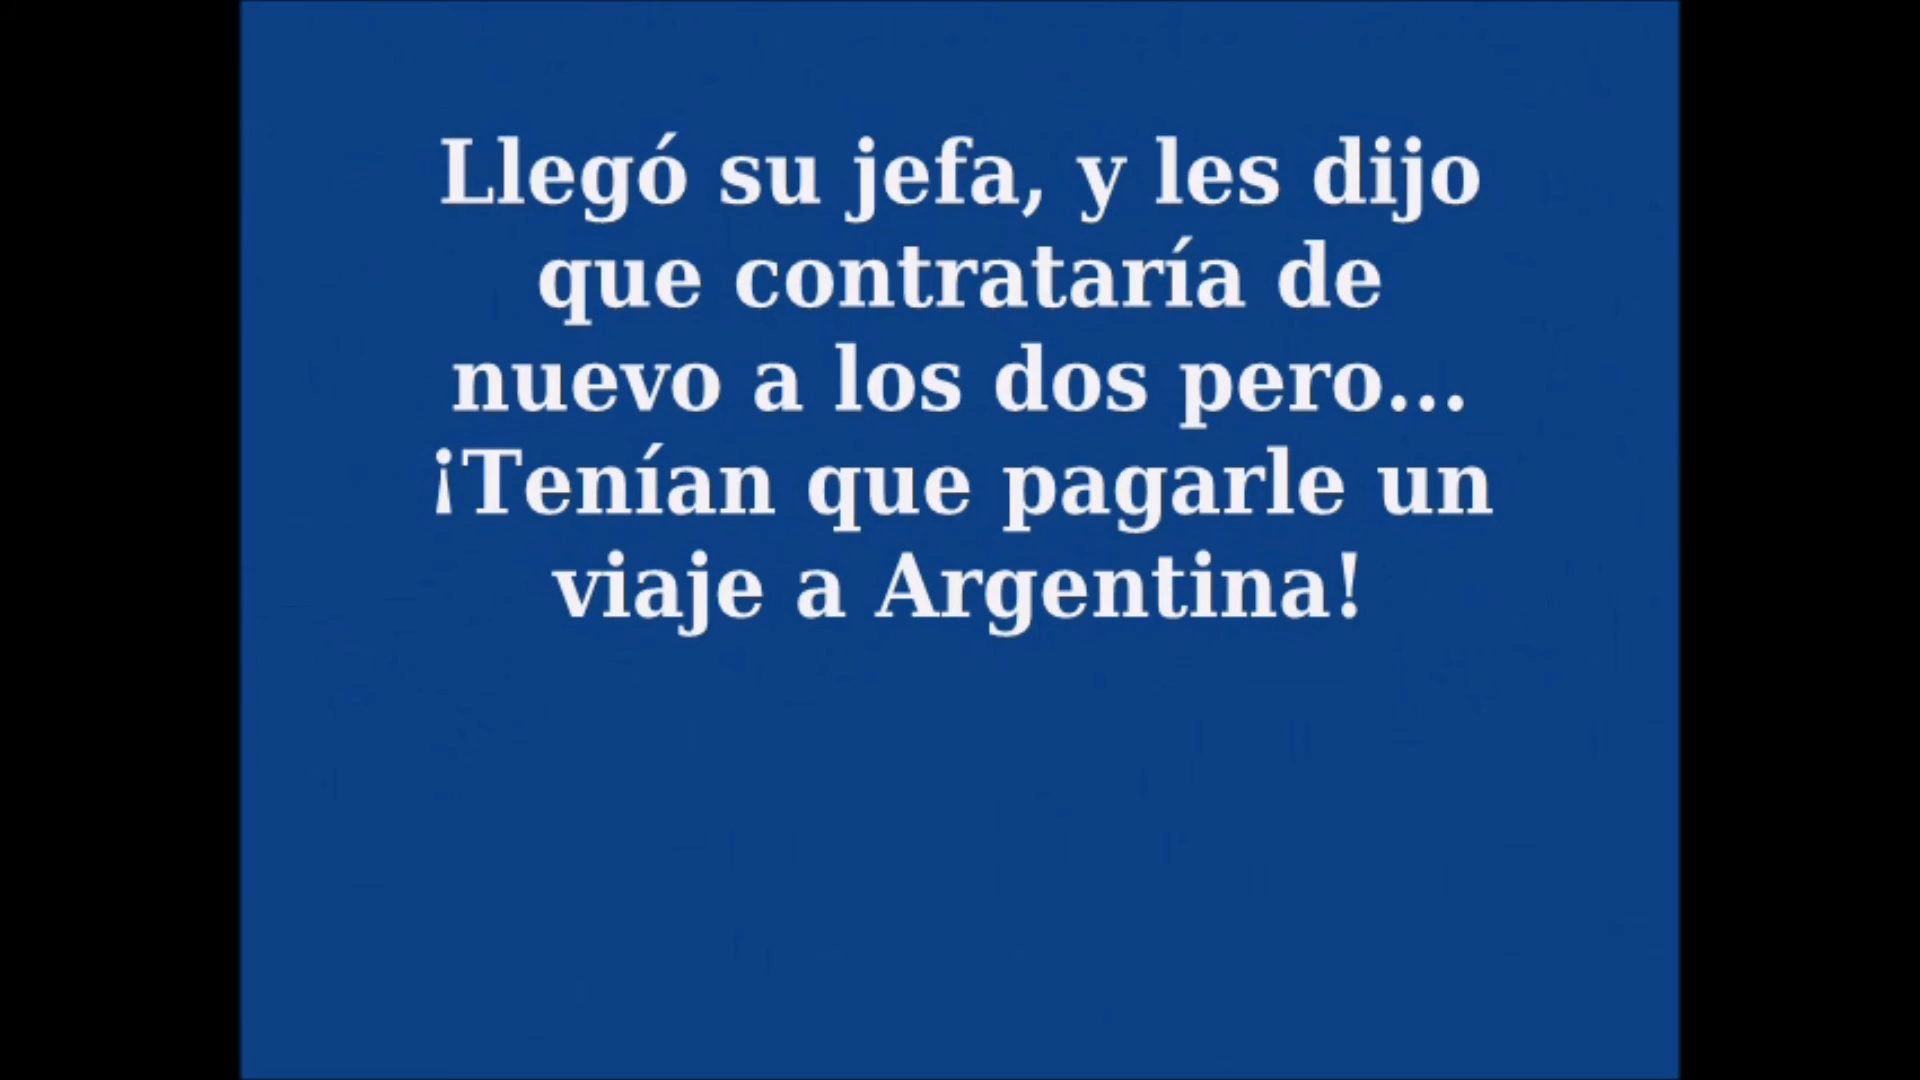 Llegó su jefa, y les dijo
que contrataría de
nuevo a los dos pero...
¡Tenían que pagarle un
viaje a Argentina!